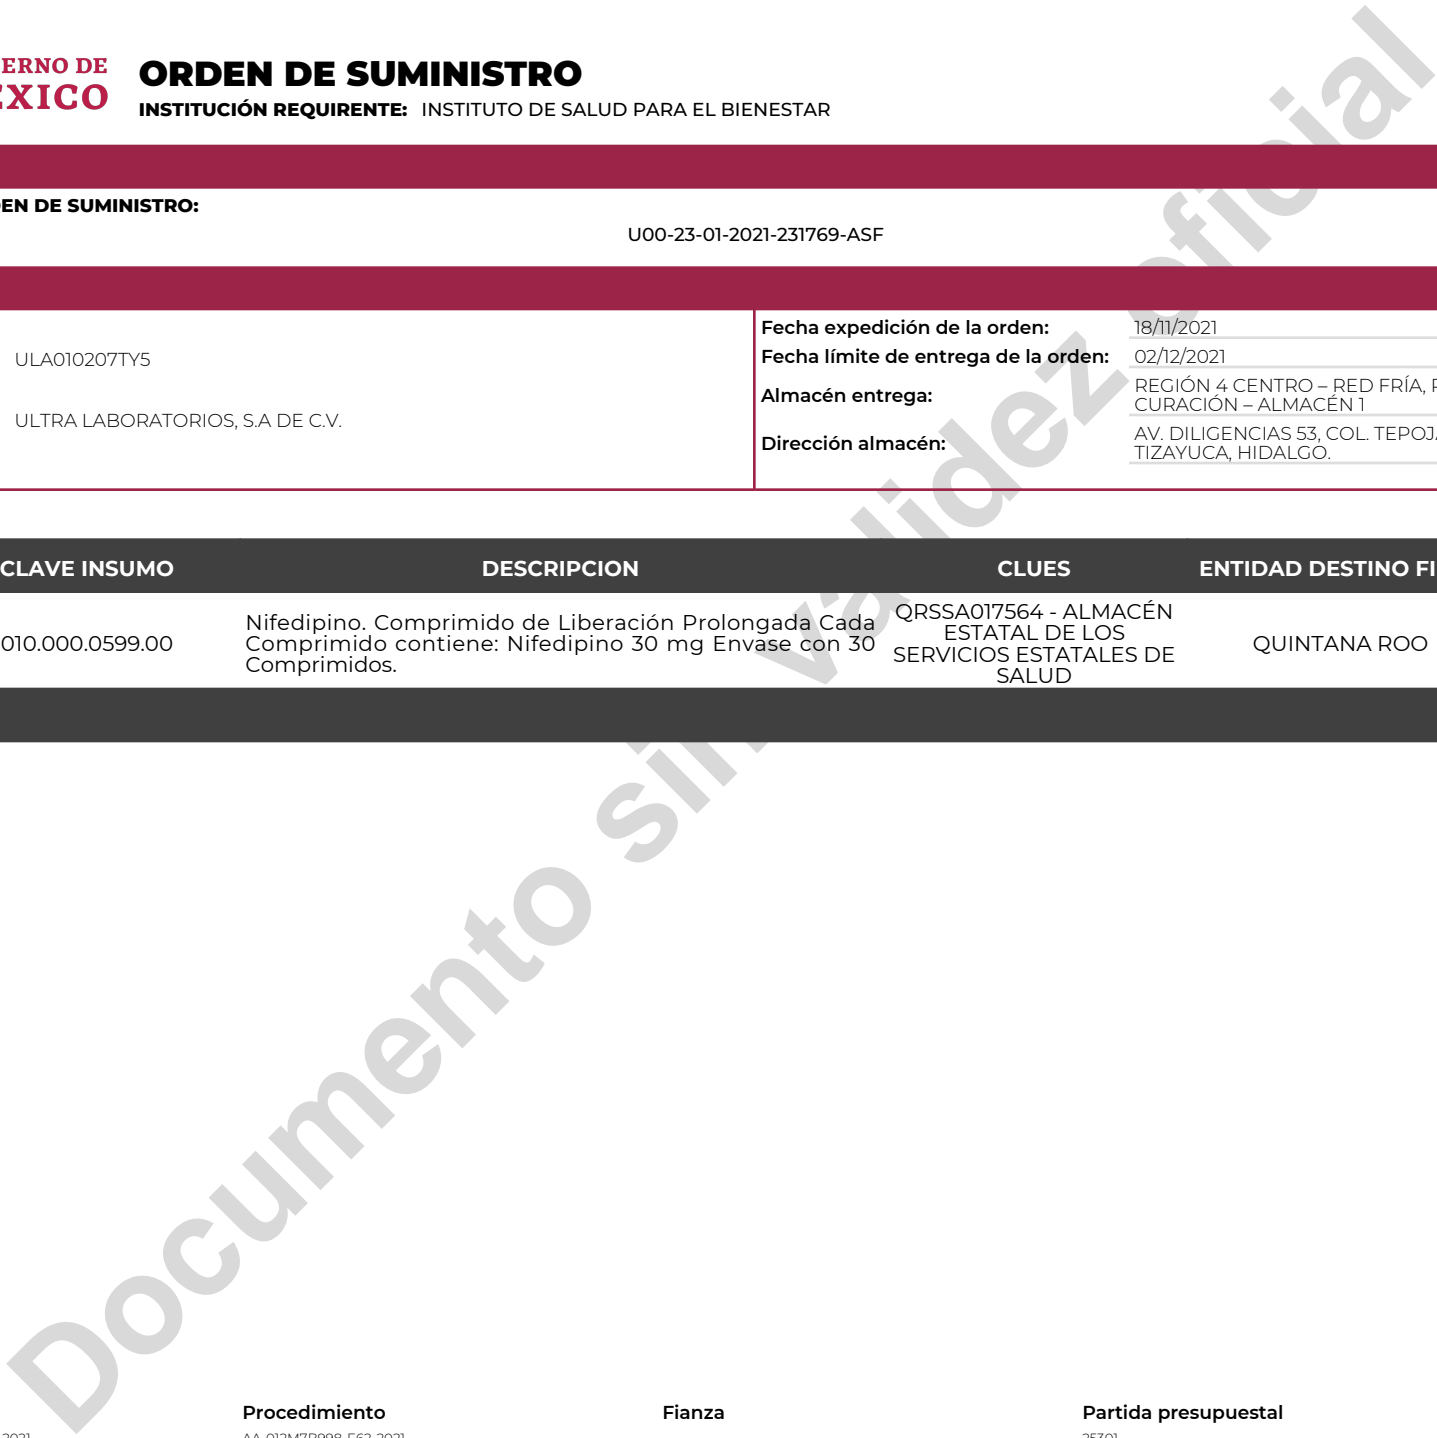 ERNO DE
EXICO
ORDEN DE SUMINISTRO
INSTITUCIÓN REQUIRENTE: INSTITUTO DE SALUD PARA EL BIENESTAR
EN DE SUMINISTRO:
U00-23-01-2021-231769-ASF
ULA010207TY5
ULTRA LABORATORIOS, S.A DE C.V.
Fecha expedición de la orden: 18/11/2021
Fecha límite de entrega de la orden: 02/12/2021
Almacén entrega: REGIÓN 4 CENTRO – RED FRÍA,
CURACIÓN – ALMACÉN 1
Dirección almacén: AV. DILIGENCIAS 53, COL. TEPOJ
TIZAYUCA, HIDALGO.
CLAVE INSUMO DESCRIPCION CLUES ENTIDAD DESTINO FI
010.000.0599.00
Nifedipino. Comprimido de Liberación Prolongada Cada
Comprimido contiene: Nifedipino 30 mg Envase con 30
Comprimidos.
QRSSA017564 - ALMACÉN
ESTATAL DE LOS
SERVICIOS ESTATALES DE
SALUD
QUINTANA ROO
Documento sin validez oficial
Procedimiento Fianza Partida presupuestal